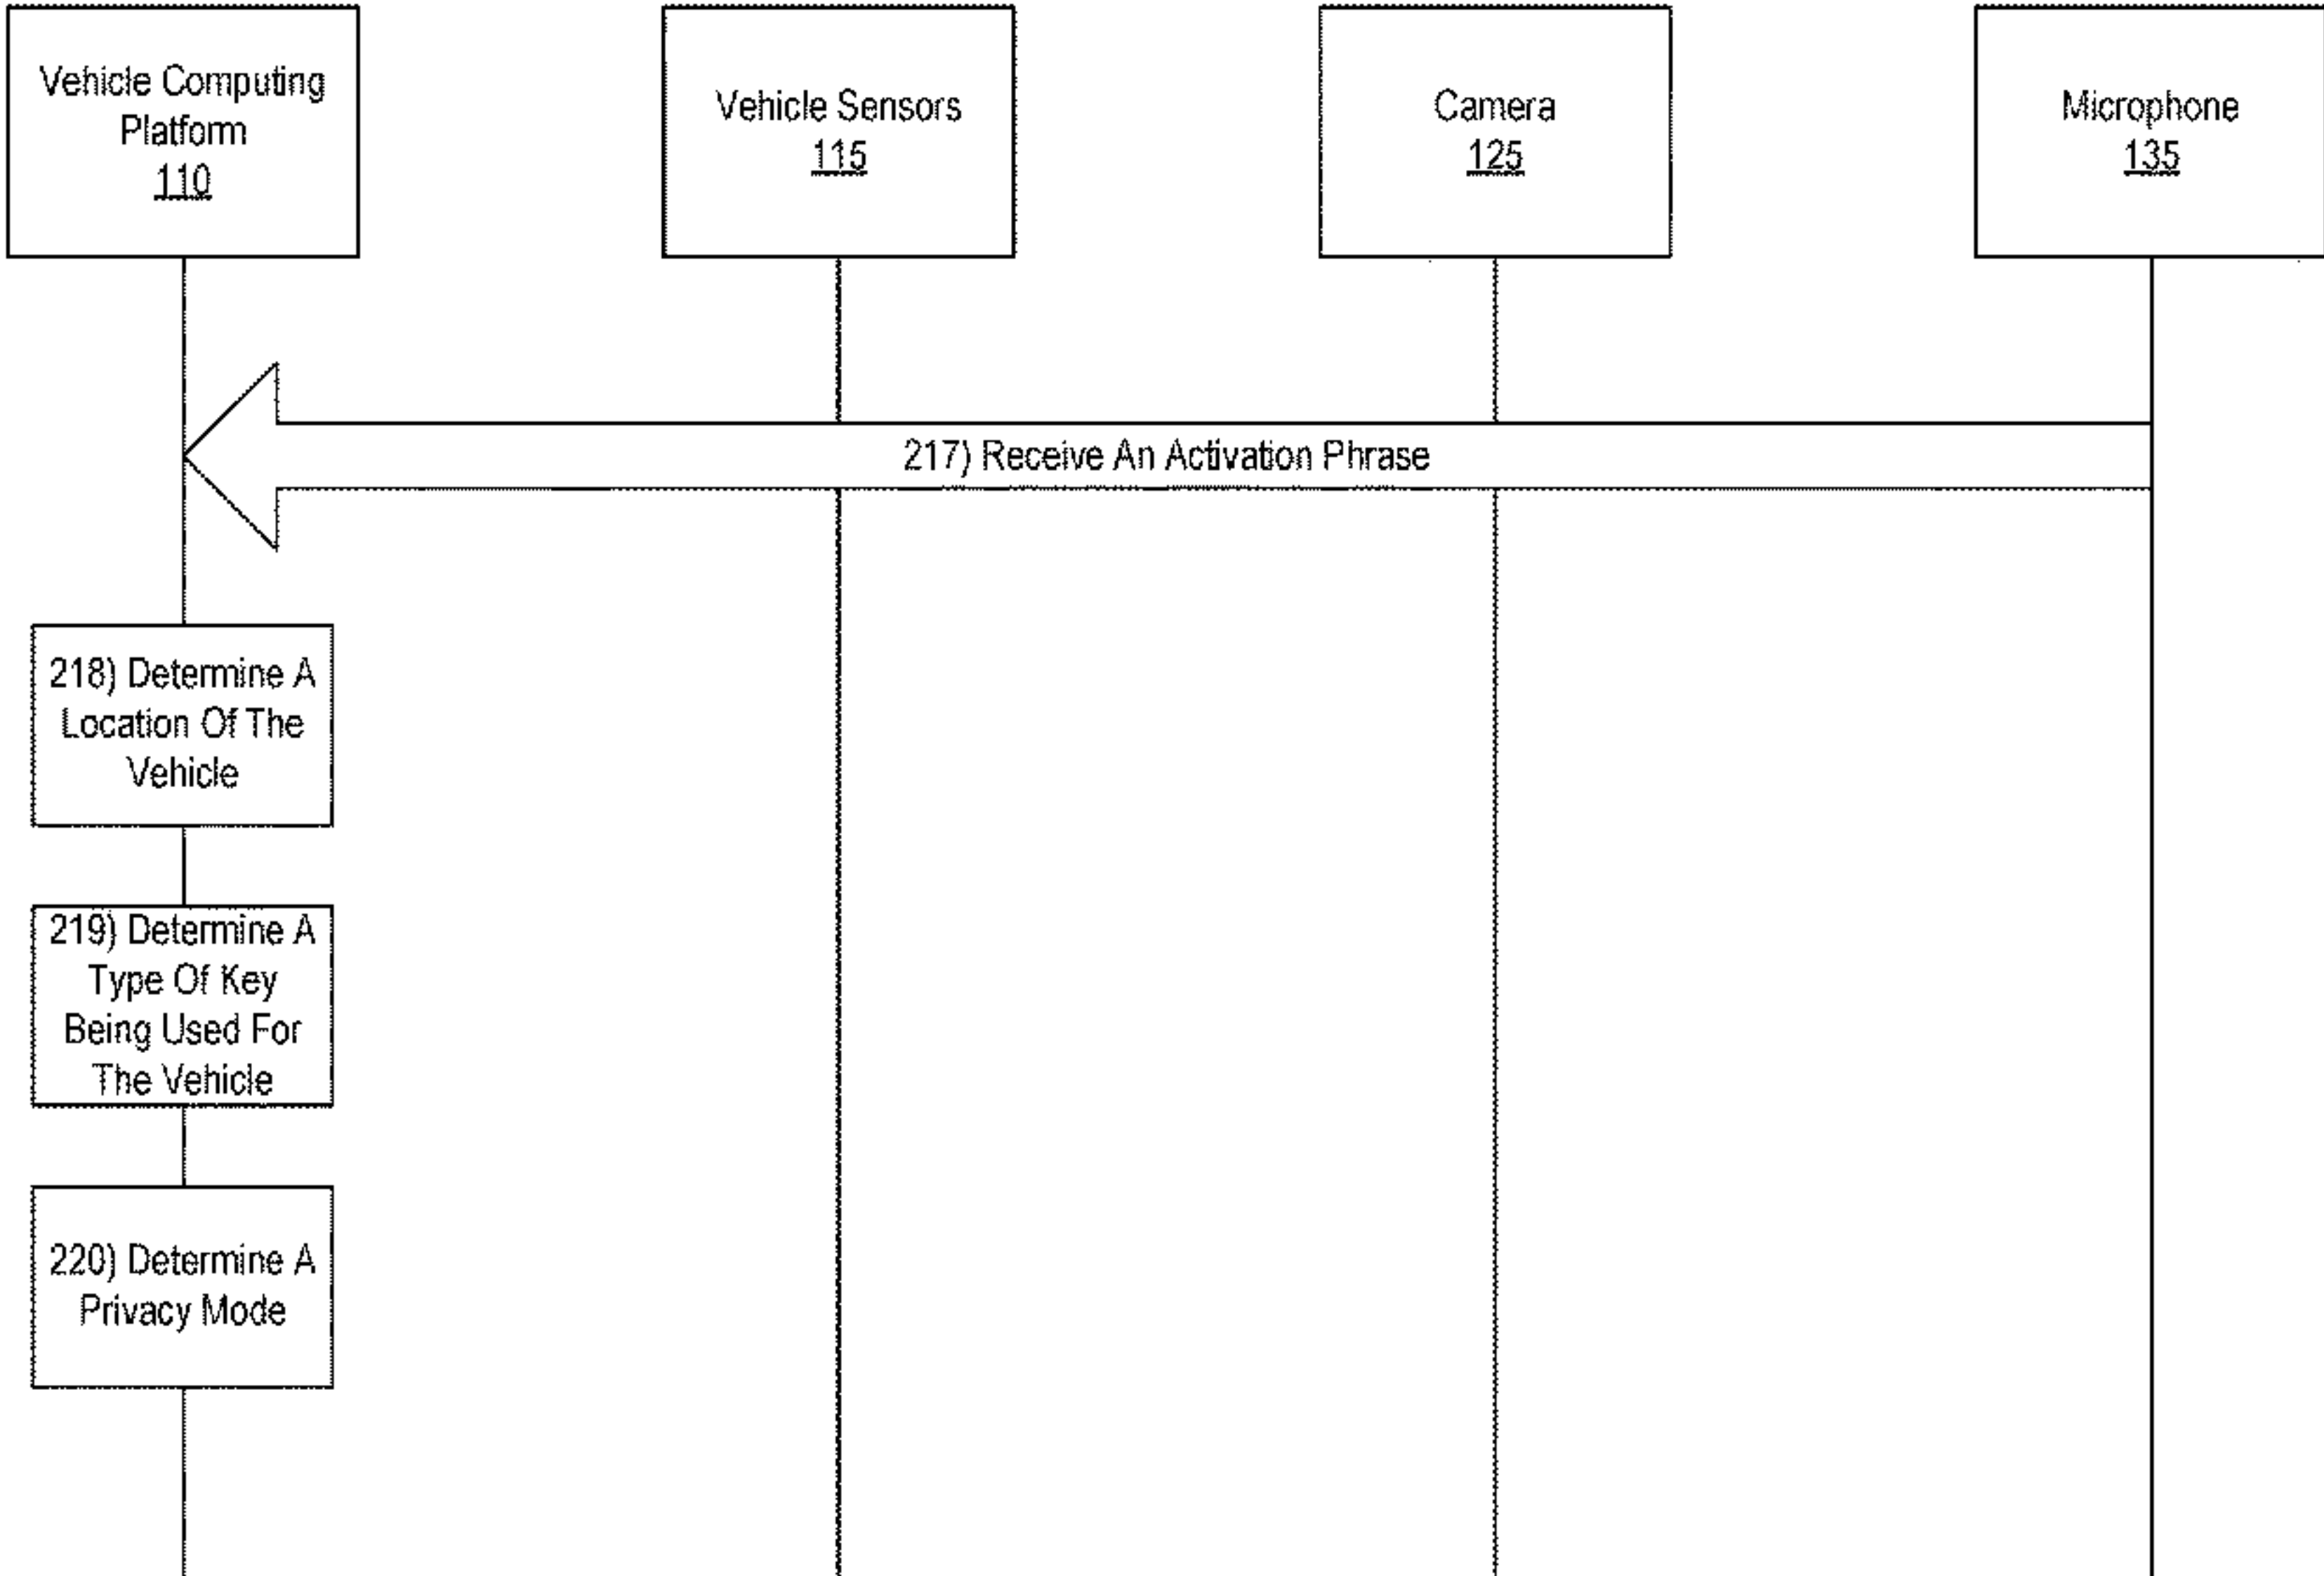 Vehicle Computing
Platform
110
Vehicle Sensors
115
Camera
125
Microphone
135
217) Receive An Activation Phrase
218) Determine A
Location Of The
Vehicle
219) Determine A
Type Of Key
Being Used For
The Vehicle
220) Determine A
Privacy Mode